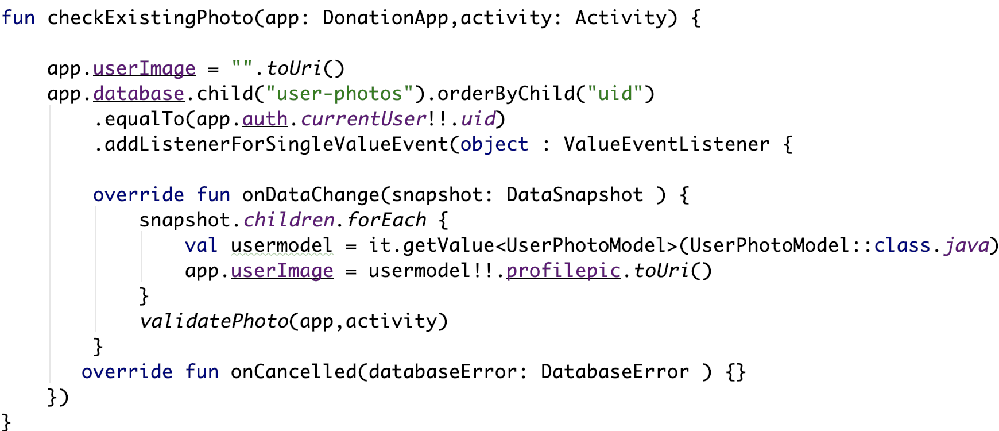 fun checkExistingPhoto(app: DonationApp,activity: Activity) {
app.userImage = "".toUri()
app.database.child("user-photos").orderByChild("uid")
.equalTo(app.auth.currentUser!!.uid)
.addListenerForSingleValueEvent(object : ValueEventListener {
override fun onDataChange(snapshot: DataSnapshot ) {
snapshot.children.forEach {
val usermodel = it.getValue<UserPhotoModel>(UserPhotoModel::class.java)
app.userImage = usermodel!!.profilepic.toUri()
}
validatePhoto(app,activity)
}
override fun onCancelled(databaseError: DatabaseError ) {}
})
}